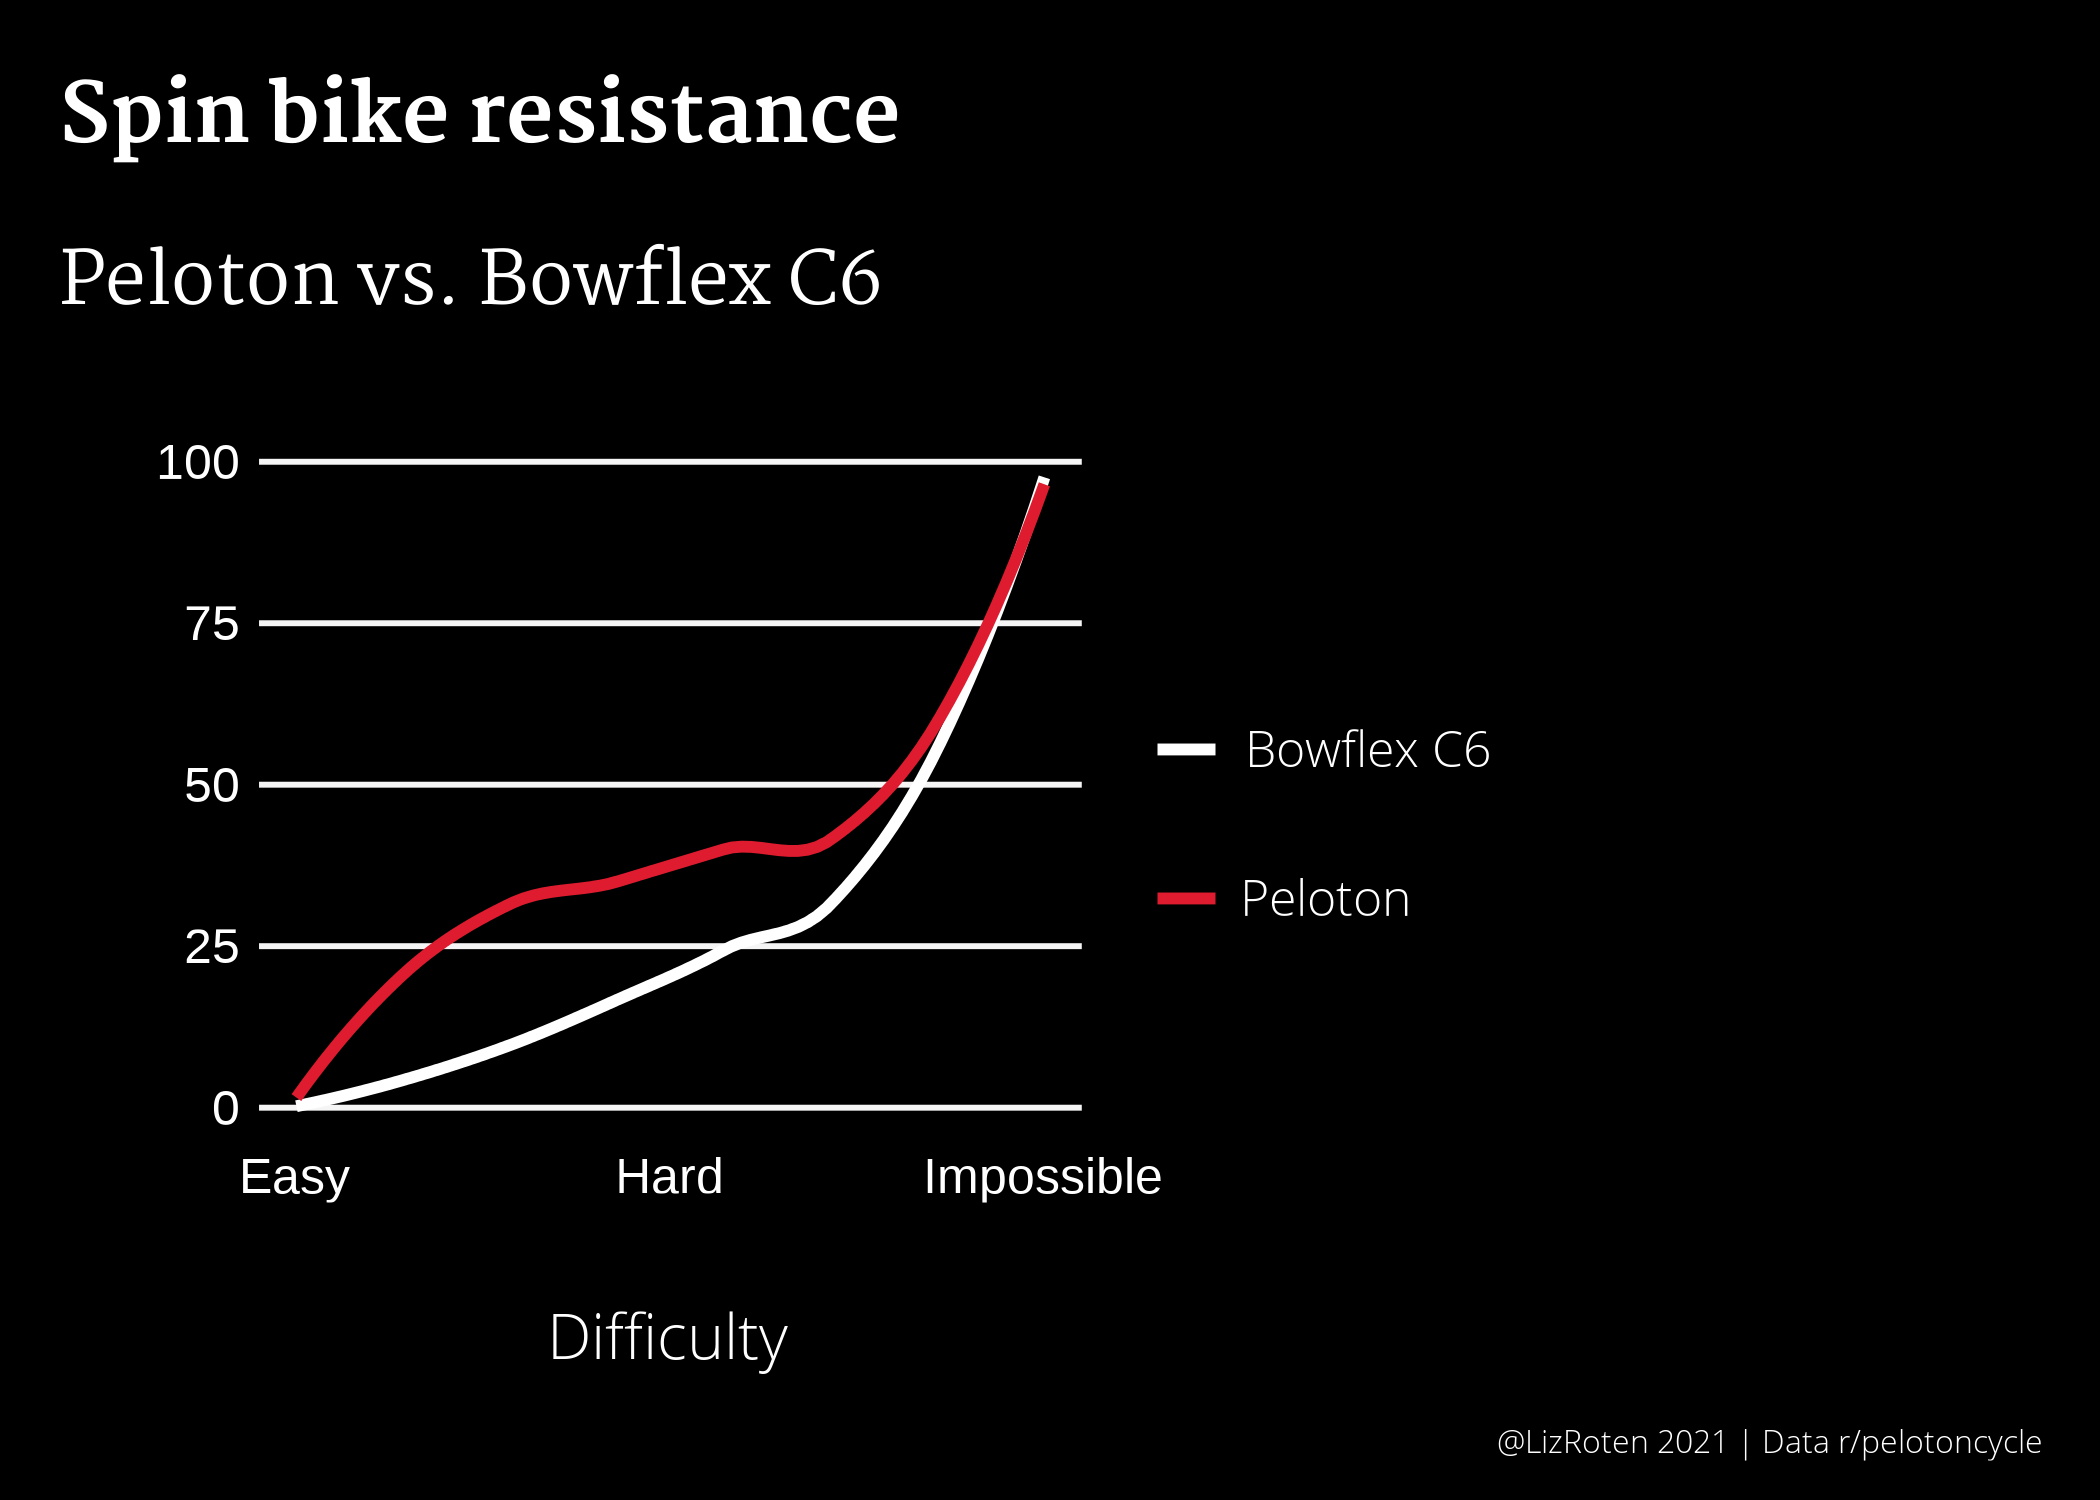 Spin bike resistance
Peloton vs. Bowflex C6
100
75
50
25
0
Easy Hard Impossible
Difficulty
Bowflex C6
Peloton
@LizRoten 2021 | Data r/pelotoncycle